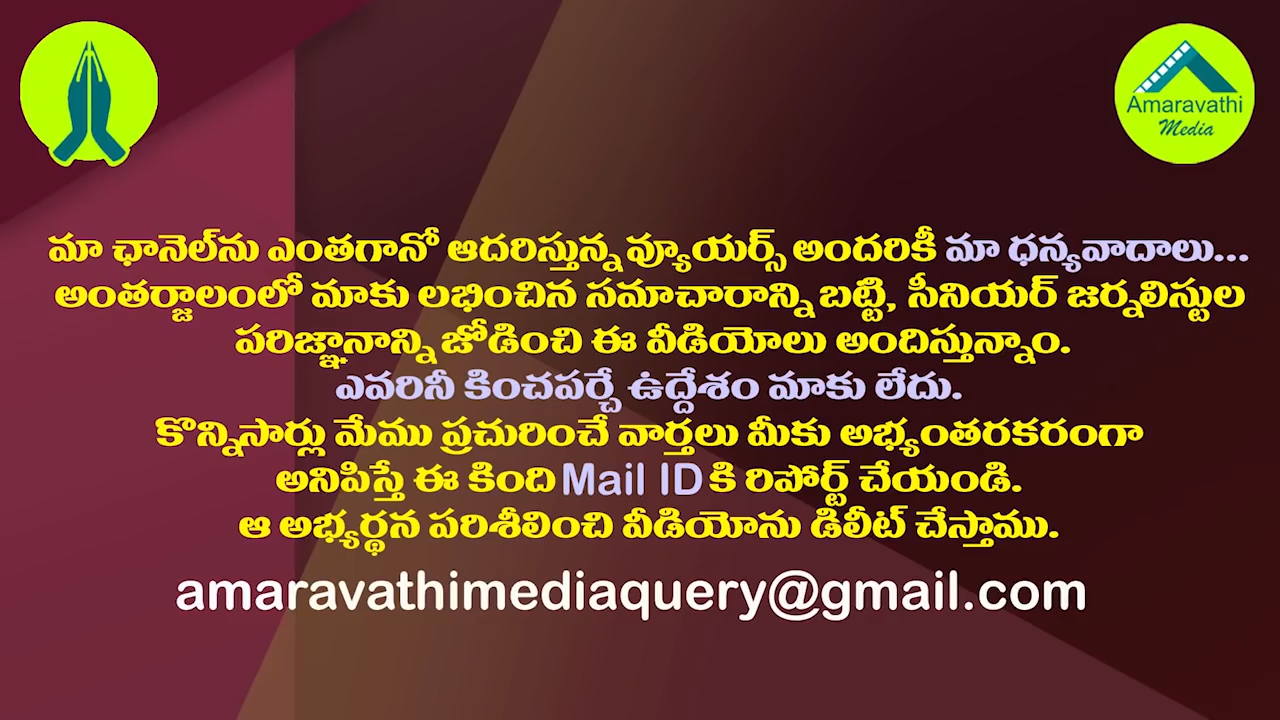 Amaravathi
Media
మా ఛానెల్‌ను ఎంతగానో ఆదరిస్తున్న వ్యూయర్స్ అందరికీ మా ధన్యవాదాలు...
అంతర్జాలంలో మాకు లభించిన సమాచారాన్ని బట్టి, సీనియర్ జర్నలిస్టుల
పరిజ్ఞానాన్ని జోడించి ఈ వీడియోలు అందిస్తున్నాం.
ఎవరినీ కించపర్చే ఉద్దేశం మాకు లేదు.
కొన్నిసార్లు మేము ప్రచురించే వార్తలు మీకు అభ్యంతరకరంగా
అనిపిస్తే ఈ కింది Mail ID కి రిపోర్ట్ చేయండి.
ఆ అభ్యర్థన పరిశీలించి వీడియోను డిలీట్ చేస్తాము.
amaravathimediaquery@gmail.com